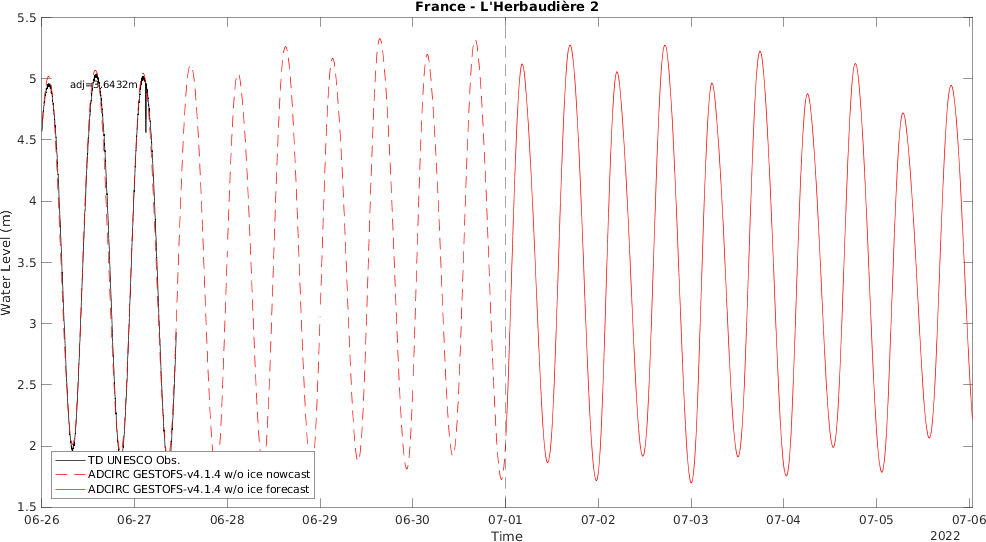 France - L'Herbaudière 2
5.5
5
4.5
4
3.5
3
2.5
2
1.5
Water Level (m)
adj=3.6432m
TD UNESCO Obs.
ADCIRC GESTOFS-v4.1.4 w/o ice nowcast
ADCIRC GESTOFS-v4.1.4 w/o ice forecast
06-26 06-27 06-28 06-29 06-30 07-01 07-02 07-03 07-04 07-05 07-06
Time
2022